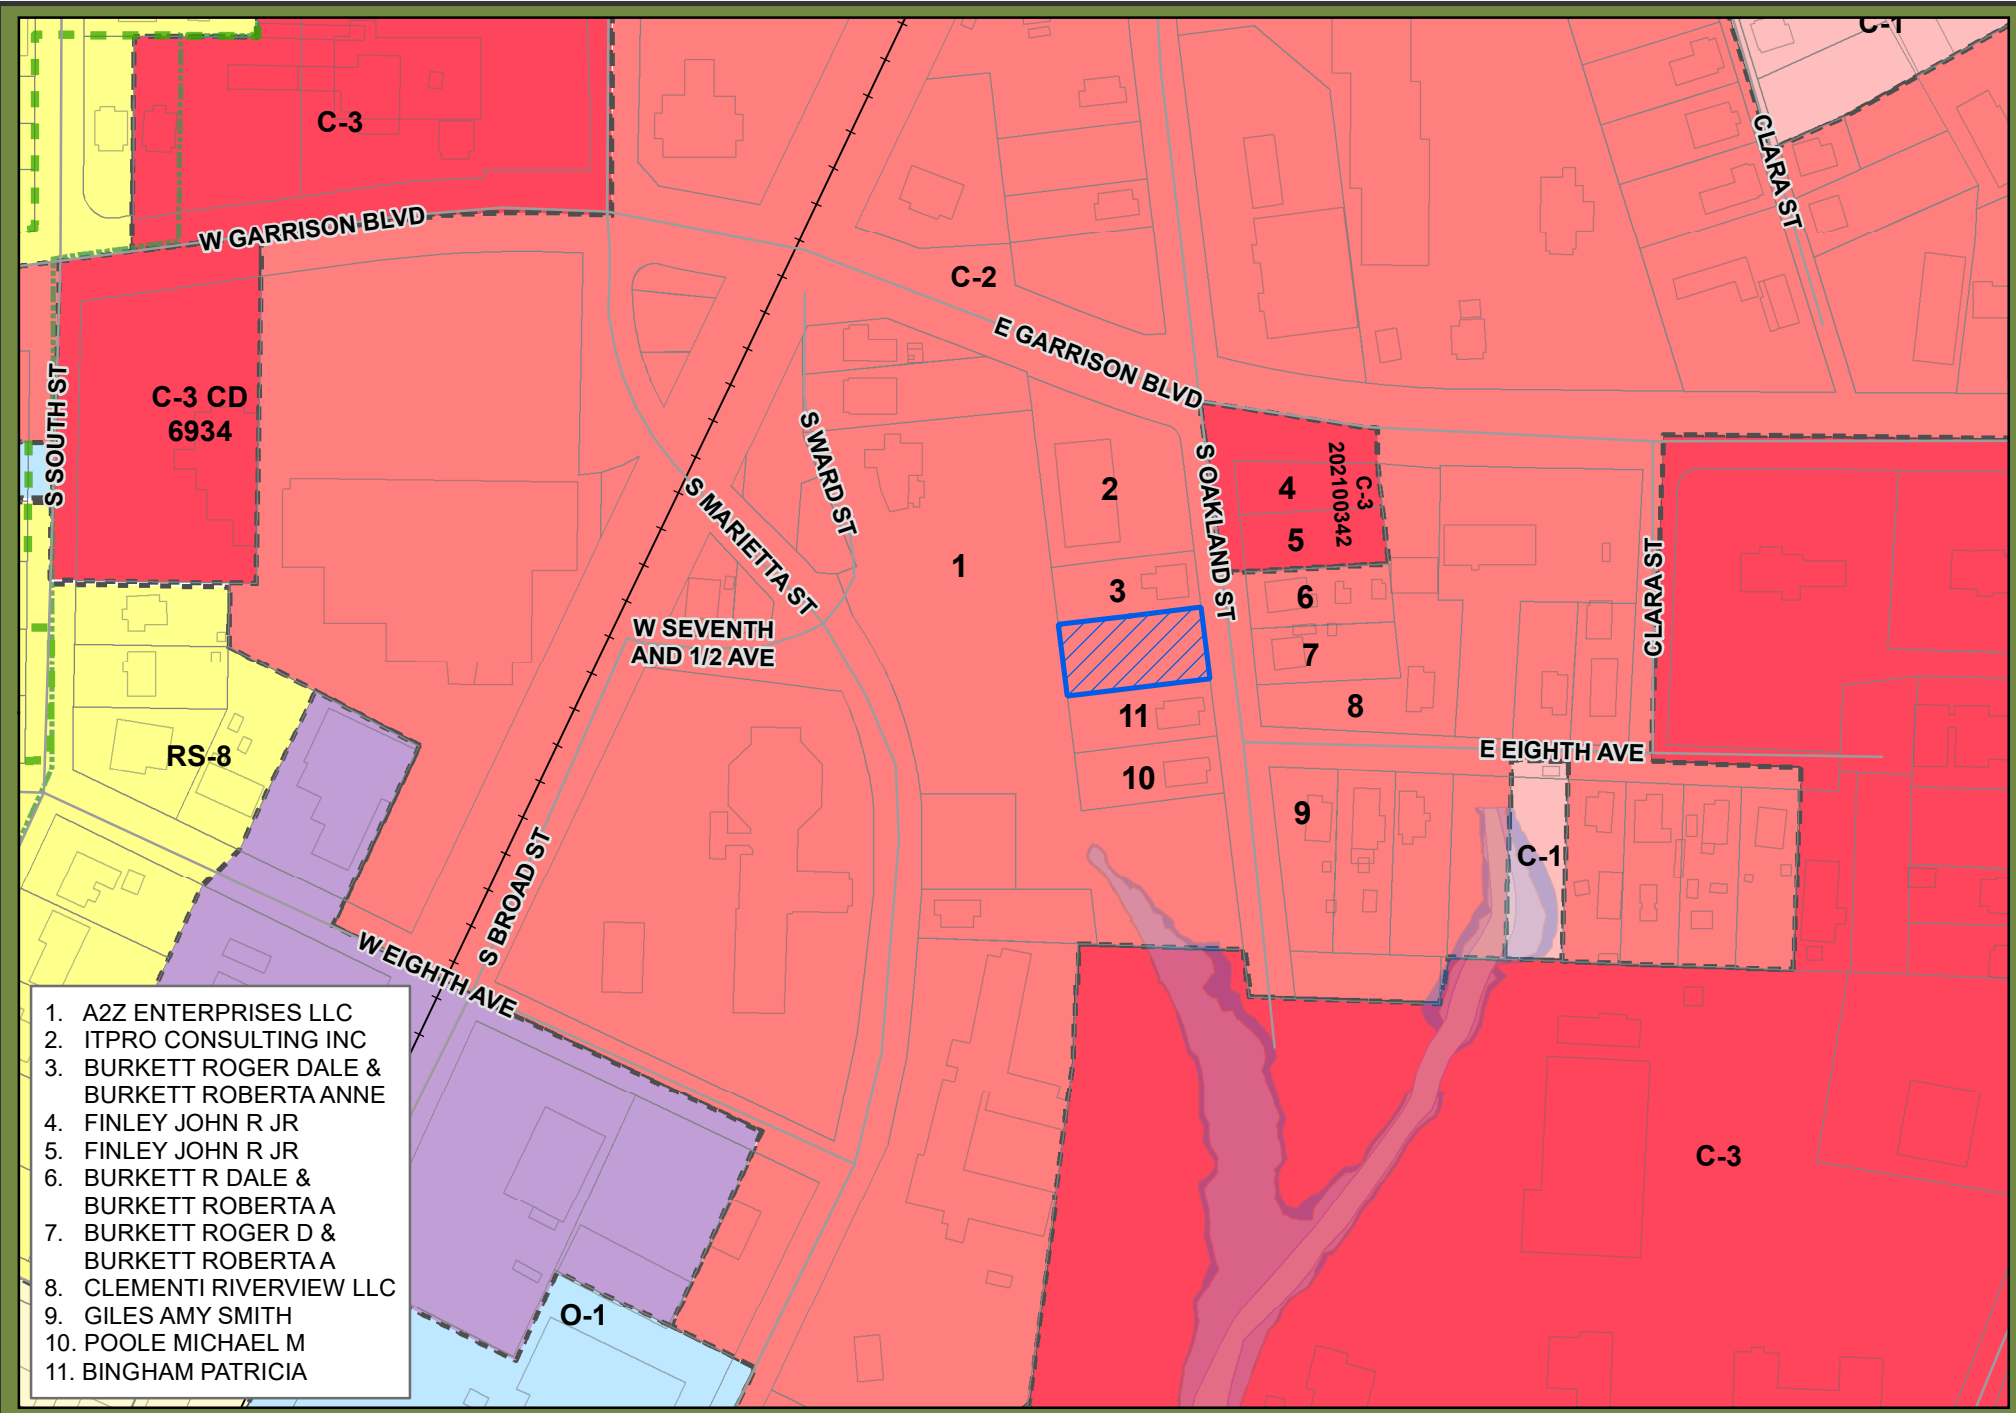 C-1
C-3
CLARA ST
W GARRISON BLVD
C-2
E GARRISON BLVD
S SOUTH ST
C-3 CD
6934
S WARD ST
S MARIETTA ST
S OAKLAND ST
2
4
5
C-3
202100342
1
3
6
7
CLARA ST
W SEVENTH
AND 1/2 AVE
8
11
10
E EIGHTH AVE
RS-8
9
C-1
S BROAD ST
W EIGHTH AVE
C-3
O-1
1. A2Z ENTERPRISES LLC
2. ITPRO CONSULTING INC
3. BURKETT ROGER DALE &
BURKETT ROBERTA ANNE
4. FINLEY JOHN R JR
5. FINLEY JOHN R JR
6. BURKETT R DALE &
BURKETT ROBERTA A
7. BURKETT ROGER D &
BURKETT ROBERTA A
8. CLEMENTI RIVERVIEW LLC
9. GILES AMY SMITH
10. POOLE MICHAEL M
11. BINGHAM PATRICIA